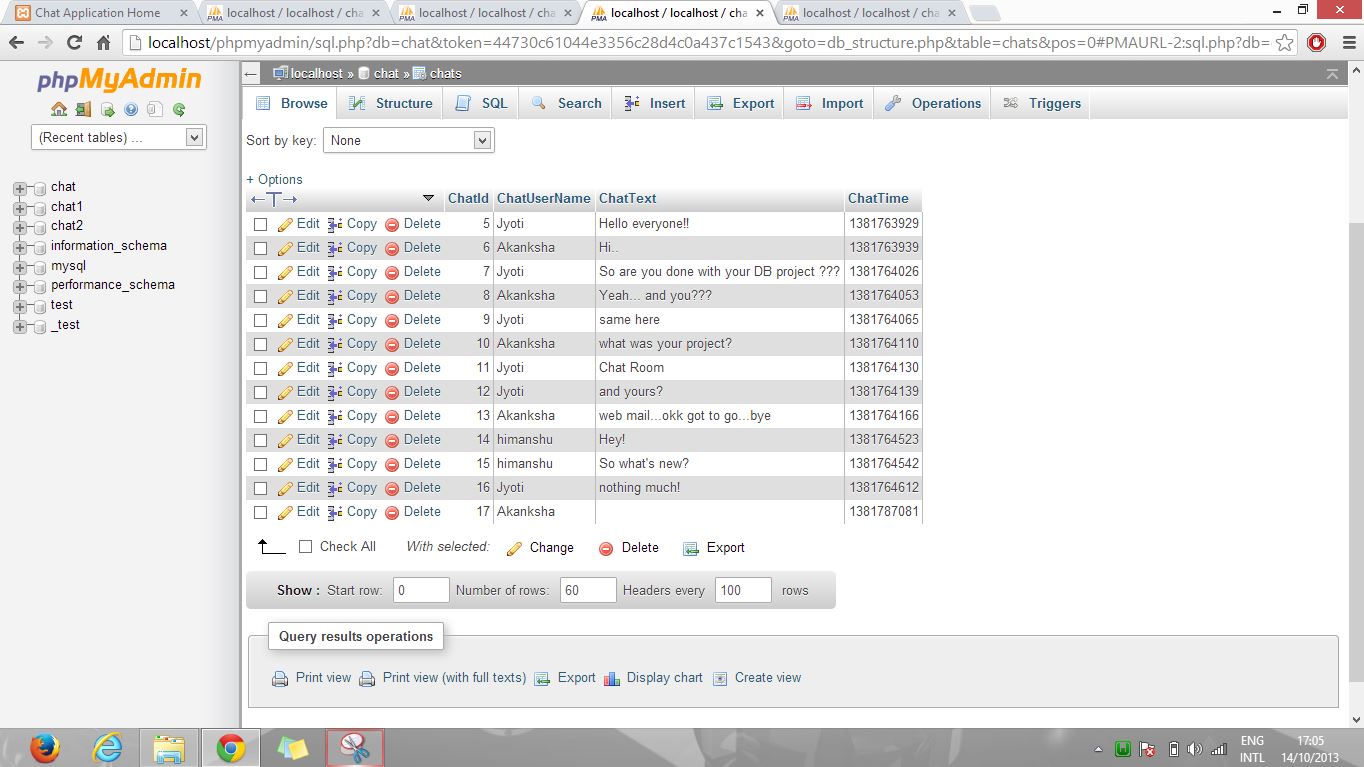 Chat Application Home
localhost / localhost / cha
localhost / localhost / cha
localhost / localhost / cha
localhost / localhost / cha
localhost/phpmyadmin/sql.php?db=chat&token=44730c61044e3356c28d4c0a437c1543&goto=db_structure.php&table=chats&pos=0#PMAURL-2:sql.php?db=
phpMyAdmin
(Recent tables) ...
chat
chat1
chat2
information_schema
mysql
performance_schema
test
_test
localhost » chat » chats
Browse Structure SQL Search Insert Export Import Operations Triggers
Sort by key: None
+ Options
ChatId ChatUserName ChatText ChatTime
Edit Copy Delete 5 Jyoti Hello everyone!! 1381763929
Edit Copy Delete 6 Akanksha Hi.. 1381763939
Edit Copy Delete 7 Jyoti So are you done with your DB project ??? 1381764026
Edit Copy Delete 8 Akanksha Yeah... and you??? 1381764053
Edit Copy Delete 9 Jyoti same here 1381764065
Edit Copy Delete 10 Akanksha what was your project? 1381764110
Edit Copy Delete 11 Jyoti Chat Room 1381764130
Edit Copy Delete 12 Jyoti and yours? 1381764139
Edit Copy Delete 13 Akanksha web mail...okk got to go...bye 1381764166
Edit Copy Delete 14 himanshu Hey! 1381764523
Edit Copy Delete 15 himanshu So what's new? 1381764542
Edit Copy Delete 16 Jyoti nothing much! 1381764612
Edit Copy Delete 17 Akanksha 1381787081
Check All With selected: Change Delete Export
Show : Start row: 0 Number of rows: 60 Headers every 100 rows
Query results operations
Print view Print view (with full texts) Export Display chart Create view
ENG 17:05
INTL 14/10/2013